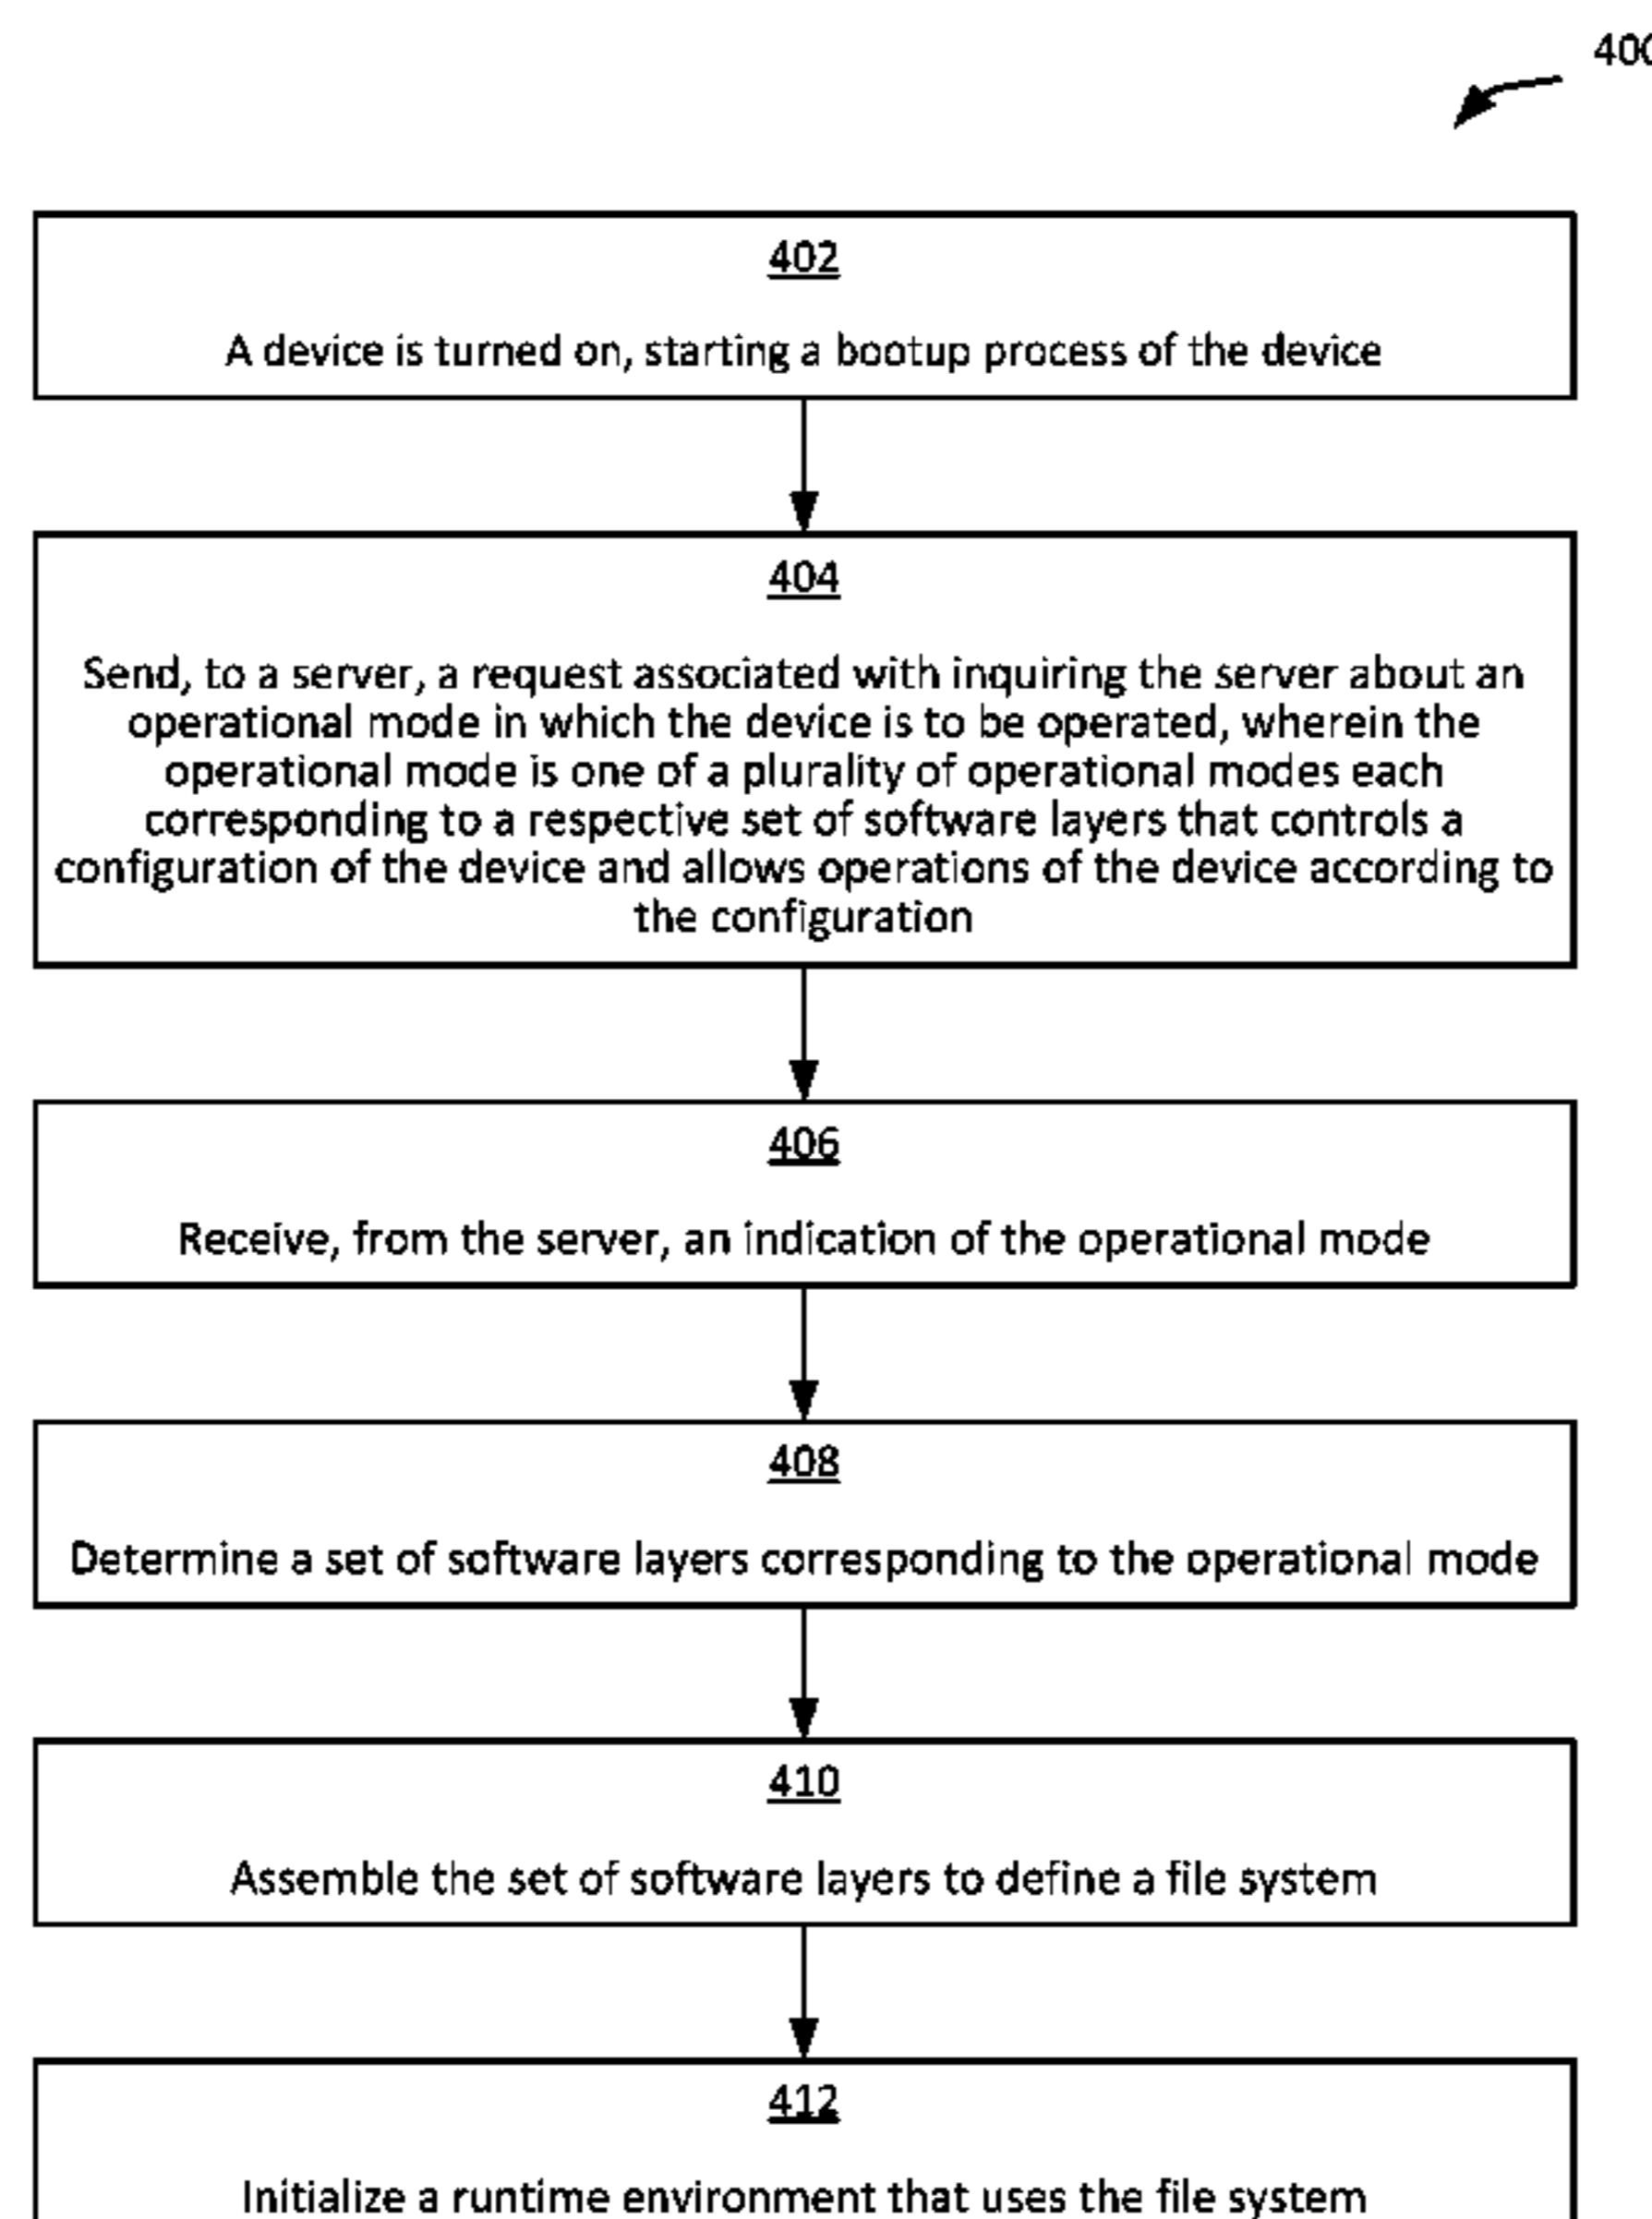 400
402
A device is turned on, starting a bootup process of the device
404
Send, to a server, a request associated with inquiring the server about an
operational mode in which the device is to be operated, wherein the
operational mode is one of a plurality of operational modes each
corresponding to a respective set of software layers that controls a
configuration of the device and allows operations of the device according to
the configuration
406
Receive, from the server, an indication of the operational mode
408
Determine a set of software layers corresponding to the operational mode
410
Assemble the set of software layers to define a file system
412
Initialize a runtime environment that uses the file system